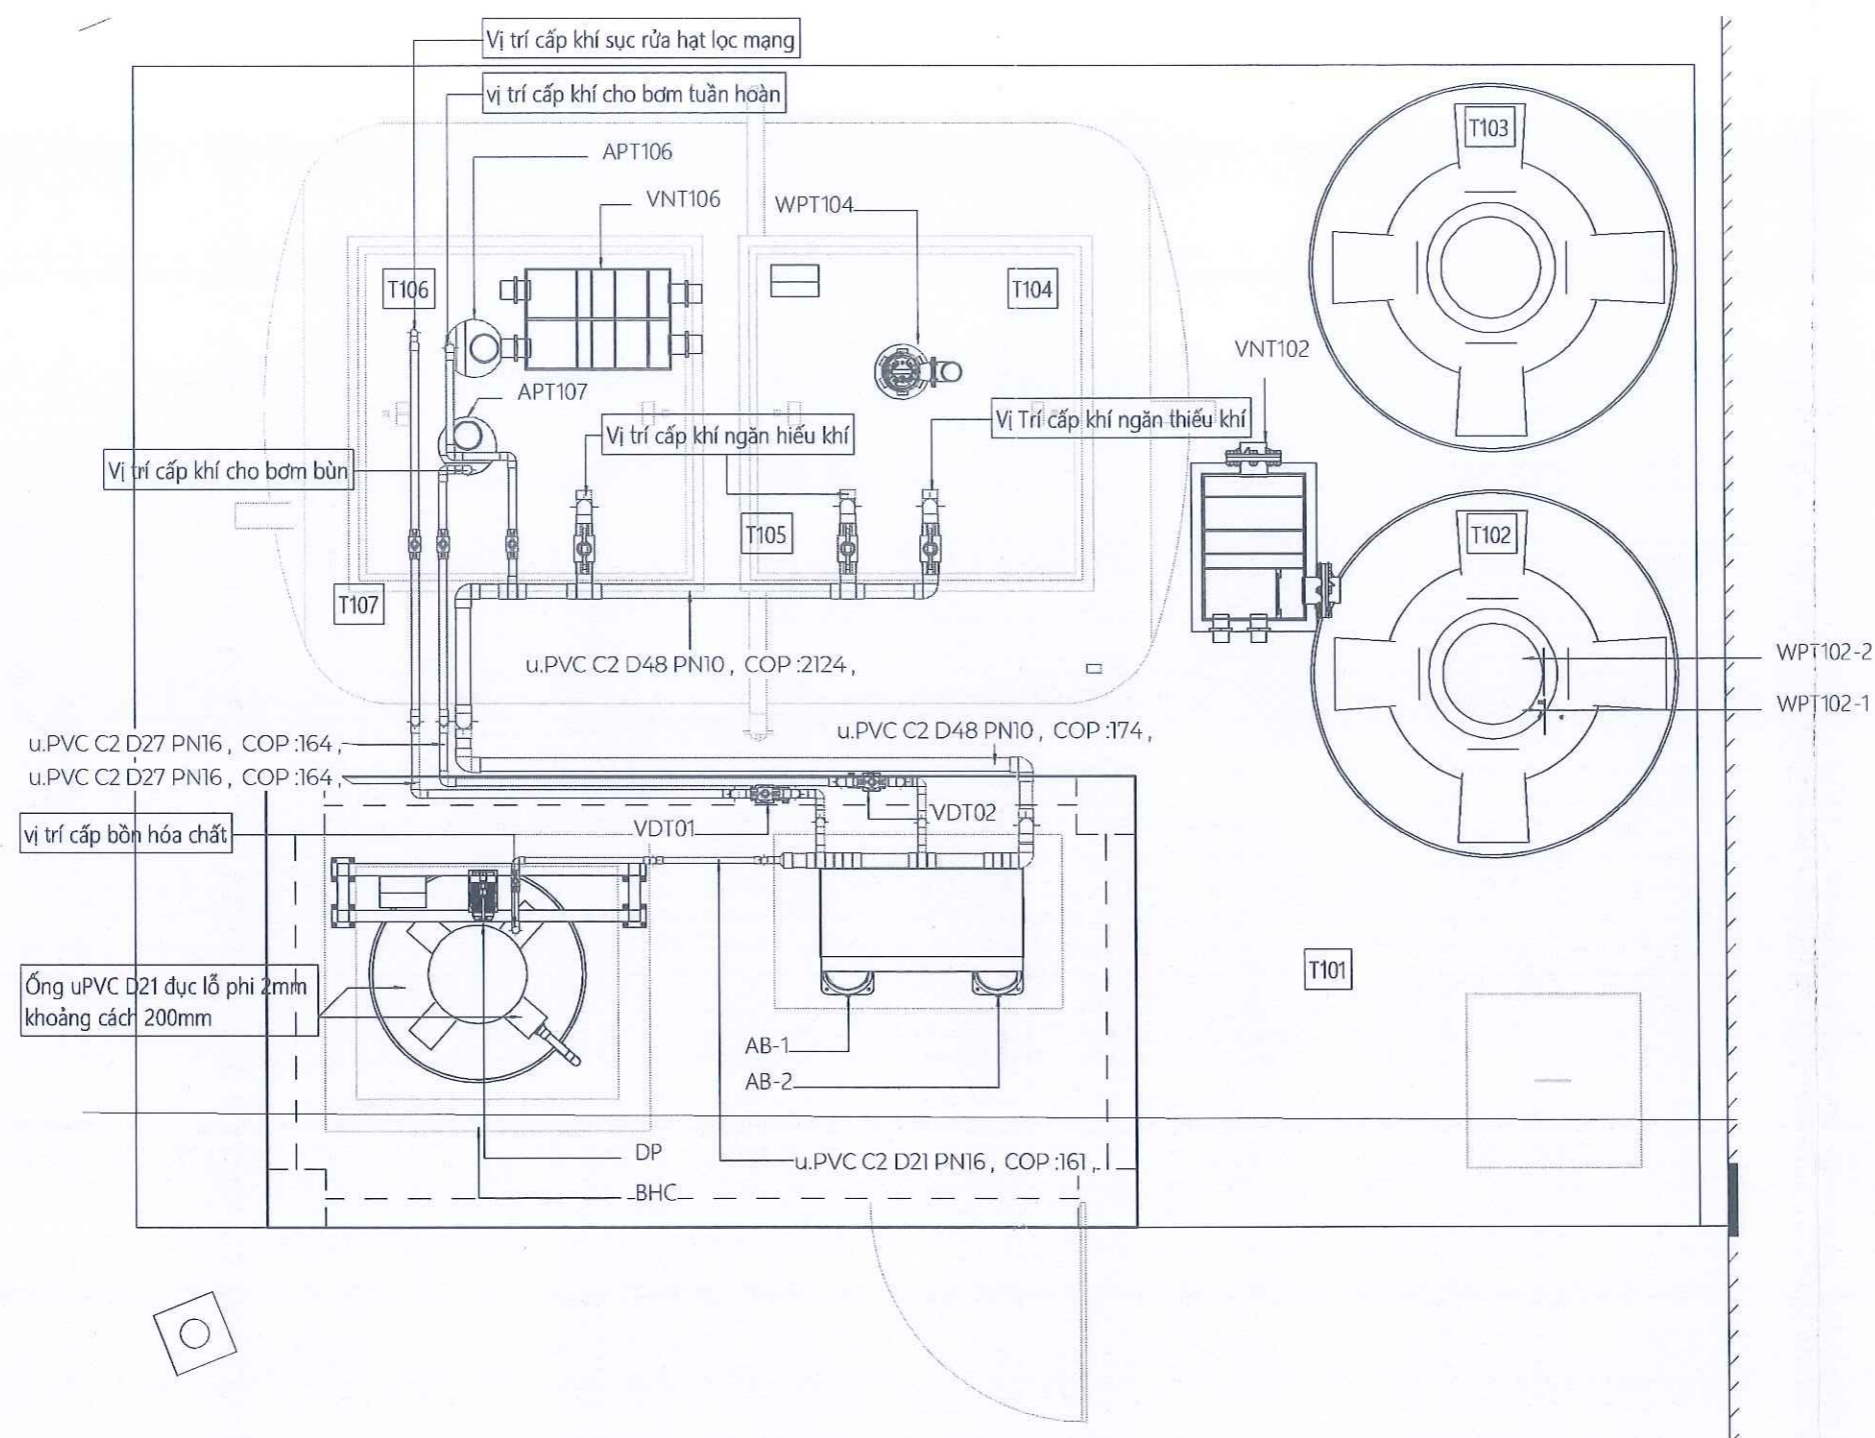 Vị trí cấp khí sục rửa hạt lọc mạng
vị trí cấp khí cho bơm tuần hoàn
APT106
VNT106
WPT104
T103
T106
T104
VNT102
APT107
Vị trí cấp khí ngăn hiếu khí
Vị Trí cấp khí ngăn thiếu khí
Vị trí cấp khí cho bơm bùn
T105
T102
T107
u.PVC C2 D48 PN10 , COP :2124 ,
WPT102-2
WPT102-1
u.PVC C2 D27 PN16 , COP :164 ,
u.PVC C2 D48 PN10 , COP :174 ,
u.PVC C2 D27 PN16 , COP :164 ,
vị trí cấp bồn hóa chất
VDT01
VDT02
T101
Ống uPVC D21 đục lỗ phi 2mm
khoảng cách 200mm
AB-1
AB-2
DP
u.PVC C2 D21 PN16 , COP :161 ,
BHC